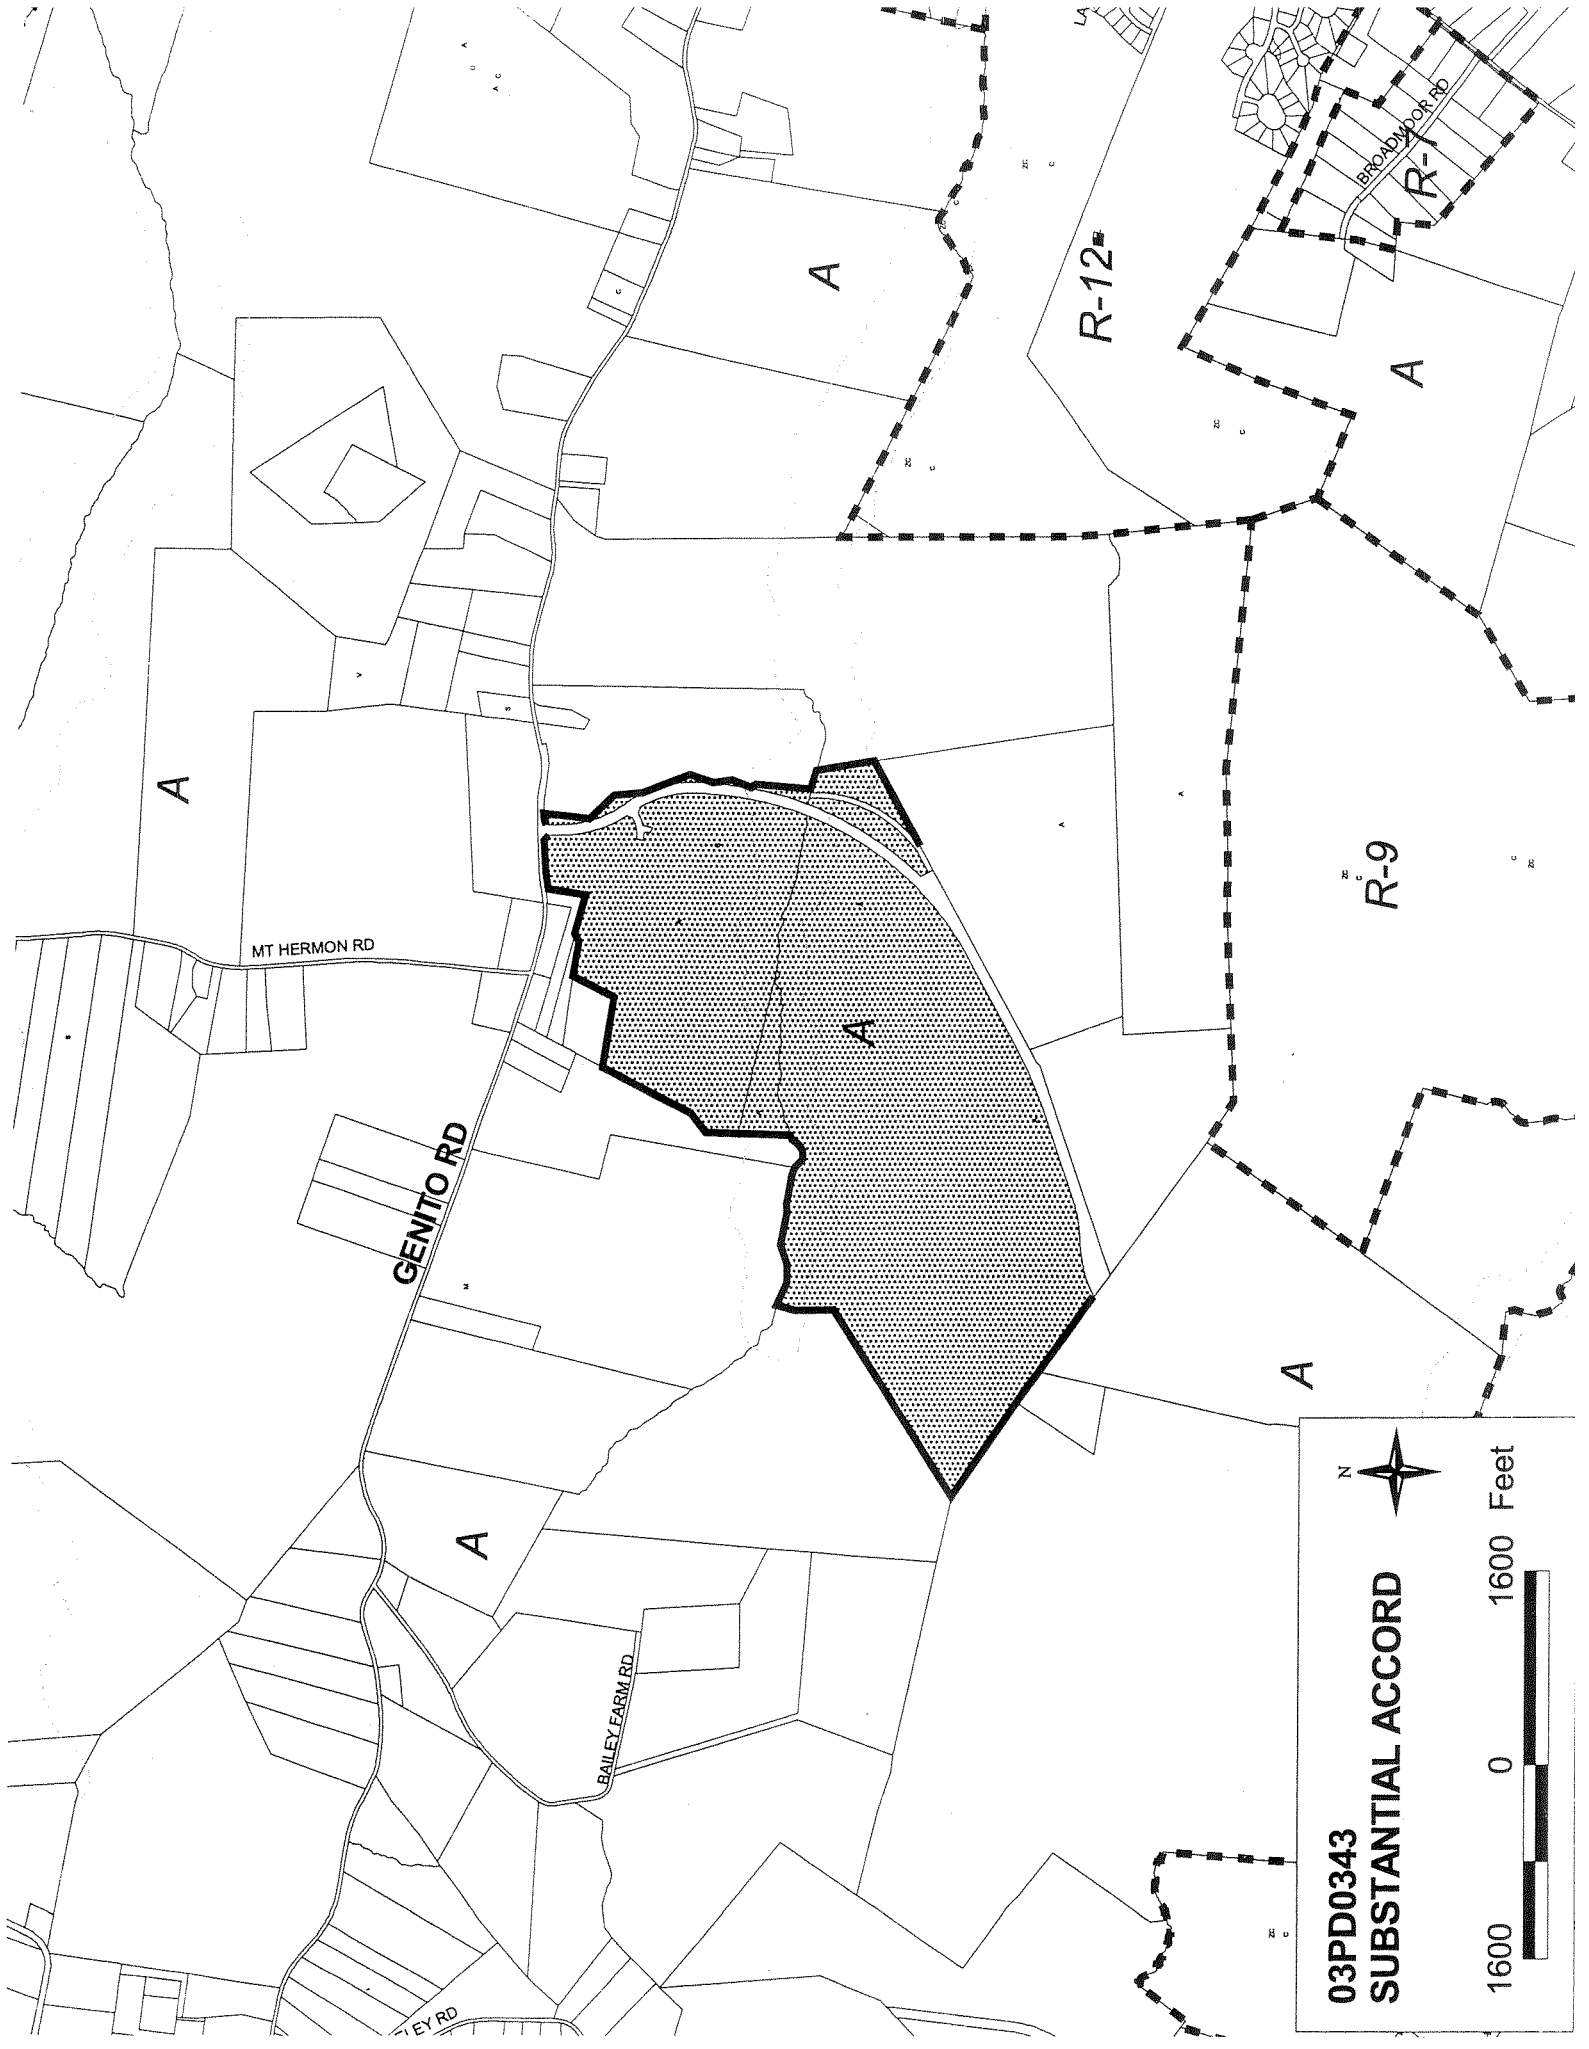 A
A
A
A
A
A
A
R-12
R-9
MT HERMON RD
GENITO RD
BAILEY FARM RD
BROADMOOR RD
03PD0343
SUBSTANTIAL ACCORD
N
1600 0 1600 Feet